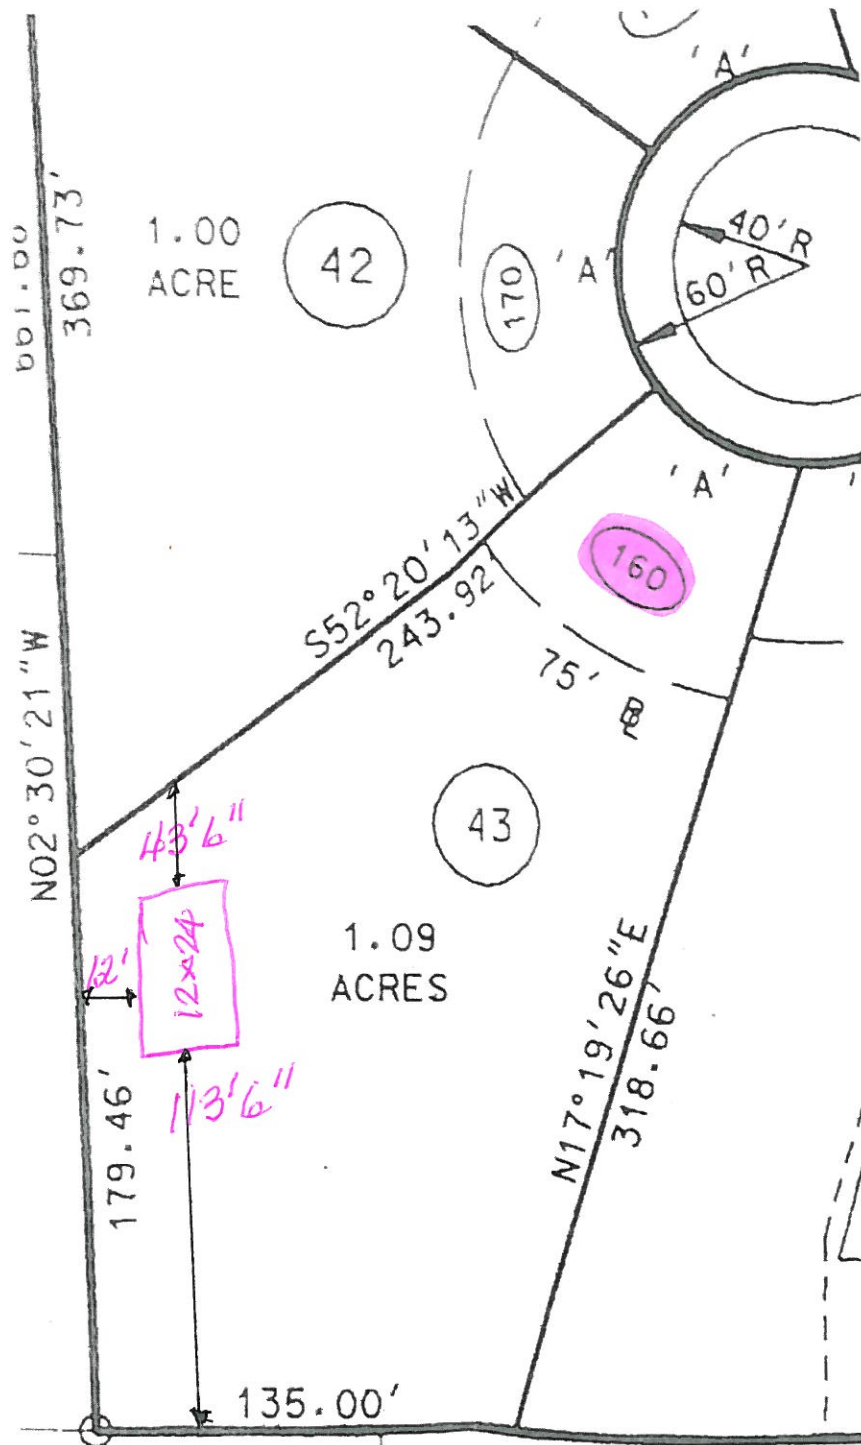 'A'
369.73'
1.00
ACRE
42
170
'A'
40'R
60'R
'A'
S52°20'13"W
243.92'
160
75'
N02°30'21"W
43'6"
43
12x24
12'
1.09
ACRES
113'6"
N17°19'26"E
318.66'
179.46'
135.00'